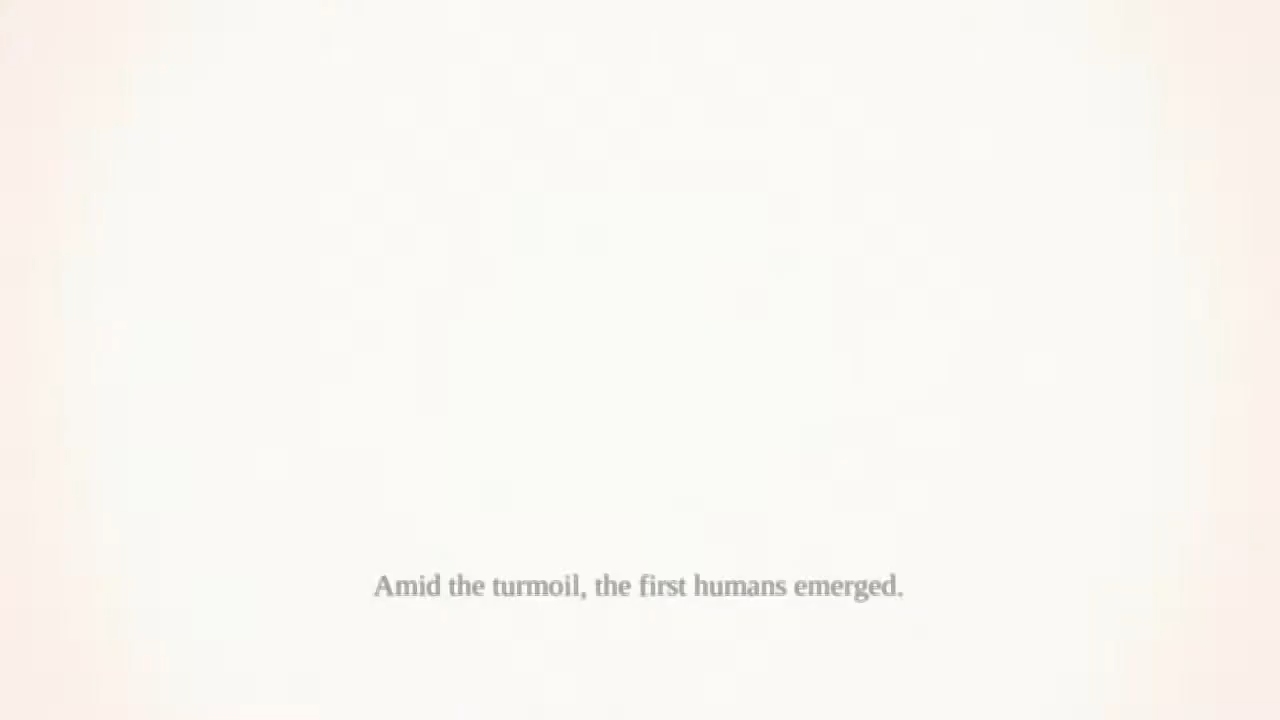 Amid the turmoil, the first humans emerged.